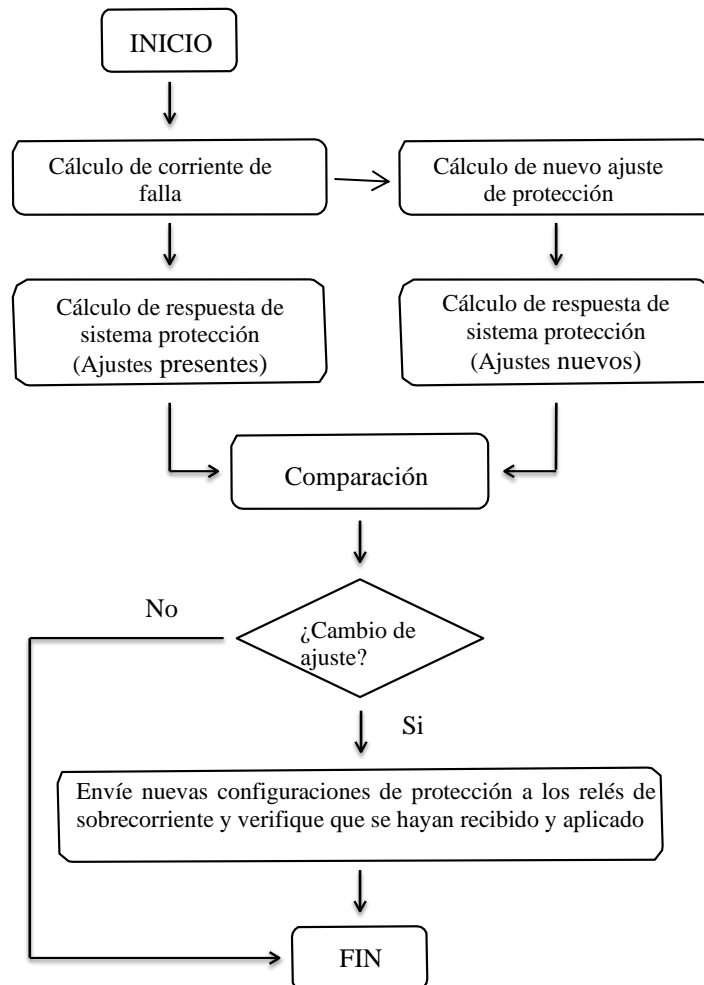 INICIO
Cálculo de corriente de
falla
Cálculo de nuevo ajuste
de protección
Cálculo de respuesta de
sistema protección
(Ajustes presentes)
Cálculo de respuesta de
sistema protección
(Ajustes nuevos)
Comparación
No
¿Cambio de
ajuste?
Si
Envíe nuevas configuraciones de protección a los relés de
sobrecorriente y verifique que se hayan recibido y aplicado
FIN